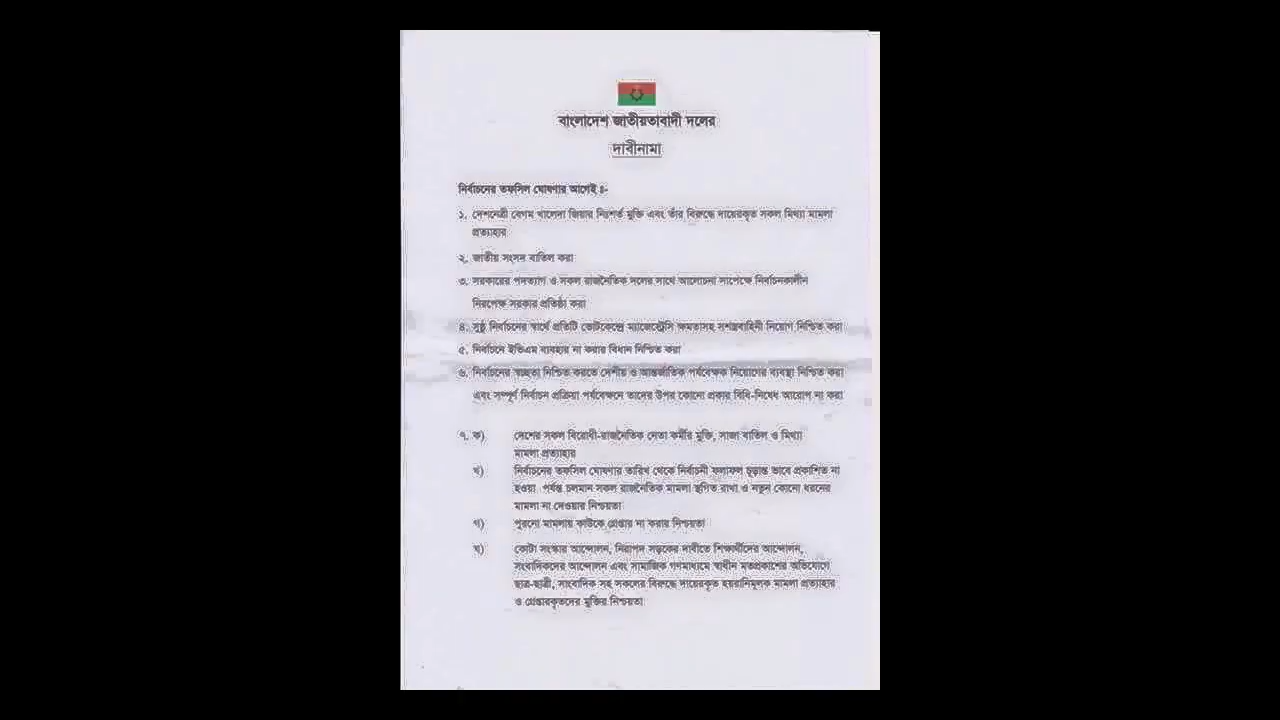 বাংলাদেশ জাতীয়তাবাদী দলের
দাবীনামা
নির্বাচনের তফসিল ঘোষণার আগেই ঃ-
১. দেশনেত্রী বেগম খালেদা জিয়ার নিঃশর্ত মুক্তি এবং তাঁর বিরুদ্ধে দায়েরকৃত সকল মিথ্যা মামলা
প্রত্যাহার
২. জাতীয় সংসদ বাতিল করা
৩. সরকারের পদত্যাগ ও সকল রাজনৈতিক দলের সাথে আলোচনা সাপেক্ষে নির্বাচনকালীন
নিরপেক্ষ সরকার প্রতিষ্ঠা করা
৪. সুষ্ঠু নির্বাচনের স্বার্থে প্রতিটি ভোটকেন্দ্রে ম্যাজেস্ট্রেসি ক্ষমতাসহ সশস্ত্রবাহিনী নিয়োগ নিশ্চিত করা
৫. নির্বাচনে ইভিএম ব্যবহার না করার বিধান নিশ্চিত করা
৬. নির্বাচনের স্বচ্ছতা নিশ্চিত করতে দেশীয় ও আন্তর্জাতিক পর্যবেক্ষক নিয়োগের ব্যবস্থা নিশ্চিত করা
এবং সম্পূর্ণ নির্বাচন প্রক্রিয়া পর্যবেক্ষনে তাদের উপর কোনো প্রকার বিধি-নিষেধ আরোপ না করা
৭. ক) দেশের সকল বিরোধী-রাজনৈতিক নেতা কর্মীর মুক্তি, সাজা বাতিল ও মিথ্যা
মামলা প্রত্যাহার
খ) নির্বাচনের তফসিল ঘোষণার তারিখ থেকে নির্বাচনী ফলাফল চূড়ান্ত ভাবে প্রকাশিত না
হওয়া পর্যন্ত চলমান সকল রাজনৈতিক মামলা স্থগিত রাখা ও নতুন কোনো ধরনের
মামলা না দেওয়ার নিশ্চয়তা
গ) পুরনো মামলায় কাউকে গ্রেপ্তার না করার নিশ্চয়তা
ঘ) কোটা সংস্কার আন্দোলন, নিরাপদ সড়কের দাবীতে শিক্ষার্থীদের আন্দোলন,
সংবাদিকদের আন্দোলন এবং সামাজিক গণমাধ্যমে স্বাধীন মতপ্রকাশের অভিযোগে
ছাত্র-ছাত্রী, সাংবাদিক সহ সকলের বিরুদ্ধে দায়েরকৃত হয়রানিমূলক মামলা প্রত্যাহার
ও গ্রেপ্তারকৃতদের মুক্তির নিশ্চয়তা